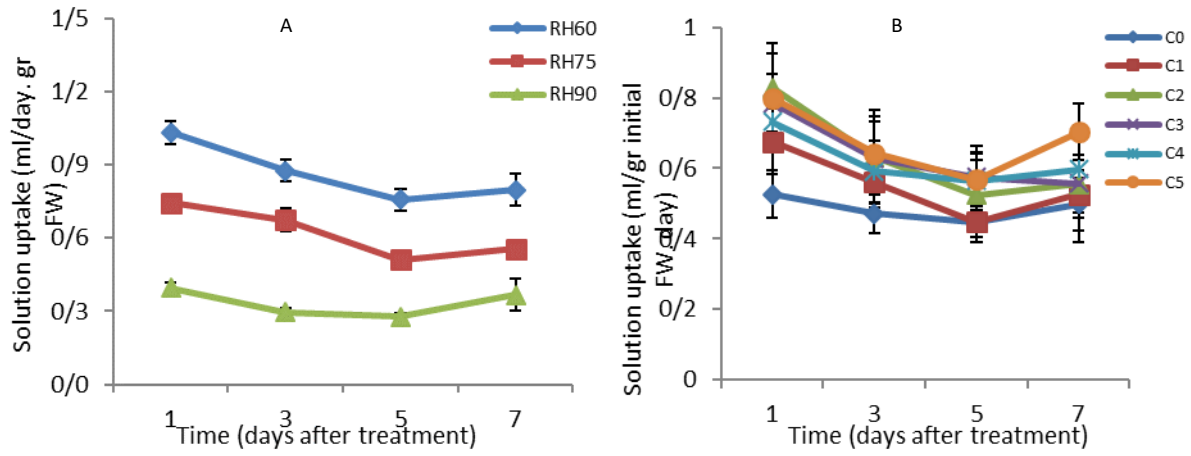 A
Solution uptake (ml/day. gr
FW)
1/5
1/2
0/9
0/6
0/3
0/0
1
3
5
7
Time (days after treatment)
RH60
RH75
RH90
B
Solution uptake (ml/gr initial
FW. day)
1
0/8
0/6
0/4
0/2
0
1
3
5
7
Time (days after treatment)
C0
C1
C2
C3
C4
C5